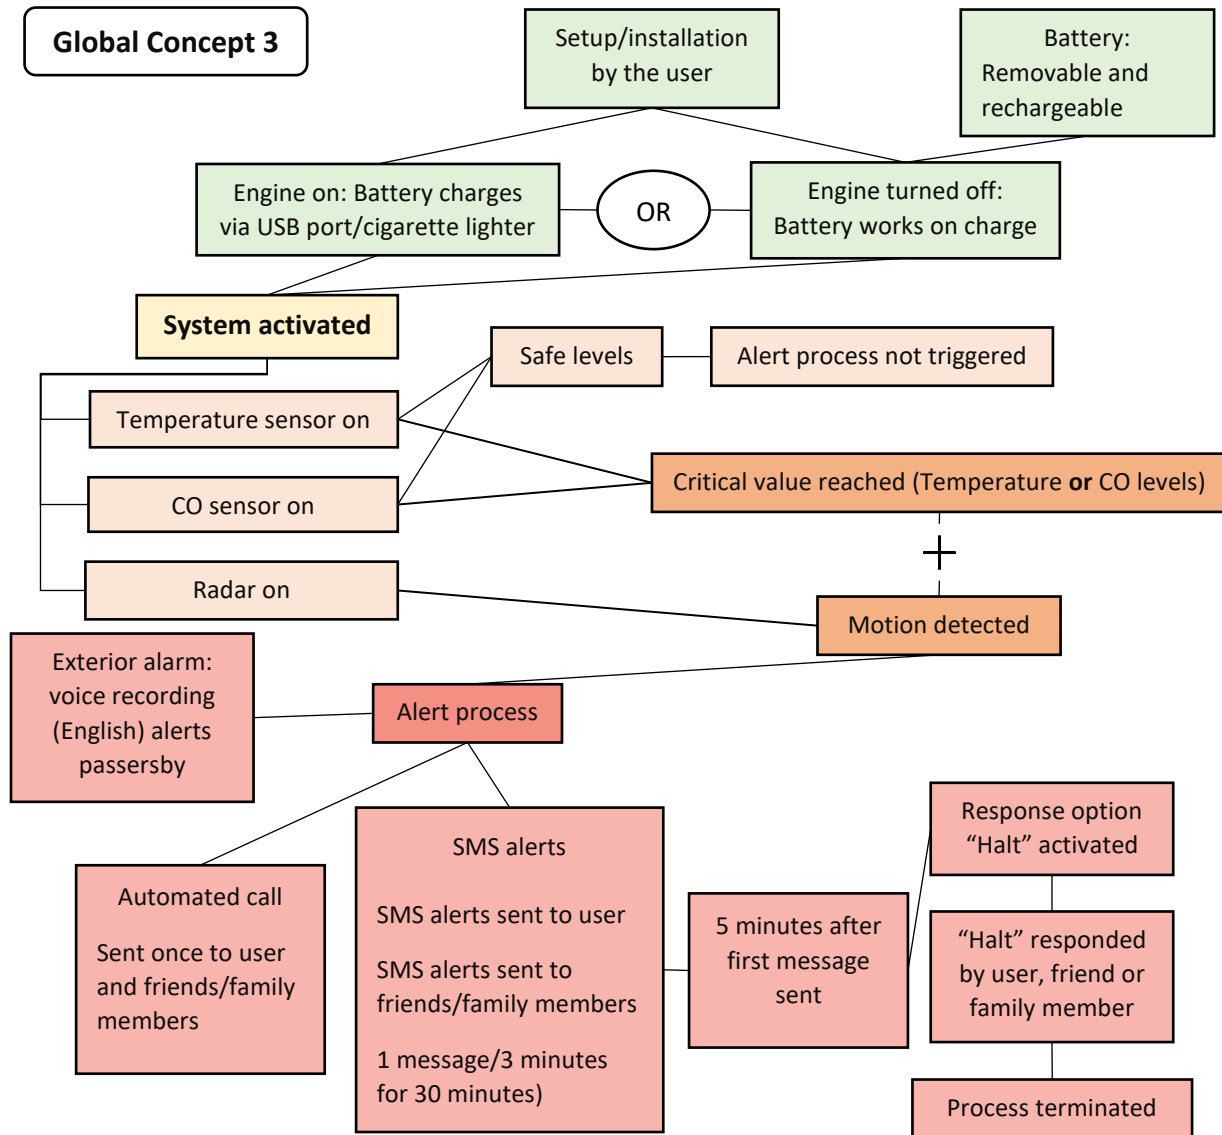 Global Concept 3
Setup/installation
by the user
Battery:
Removable and
rechargeable
Engine on: Battery charges
via USB port/cigarette lighter
OR
Engine turned off:
Battery works on charge
System activated
Safe levels
Alert process not triggered
Temperature sensor on
CO sensor on
Critical value reached (Temperature or CO levels)
+
Radar on
Motion detected
Exterior alarm:
voice recording
(English) alerts
passersby
Alert process
Automated call
Sent once to user
and friends/family
members
SMS alerts
SMS alerts sent to user
SMS alerts sent to
friends/family members
1 message/3 minutes
for 30 minutes)
5 minutes after
first message
sent
Response option
“Halt” activated
“Halt” responded
by user, friend or
family member
Process terminated